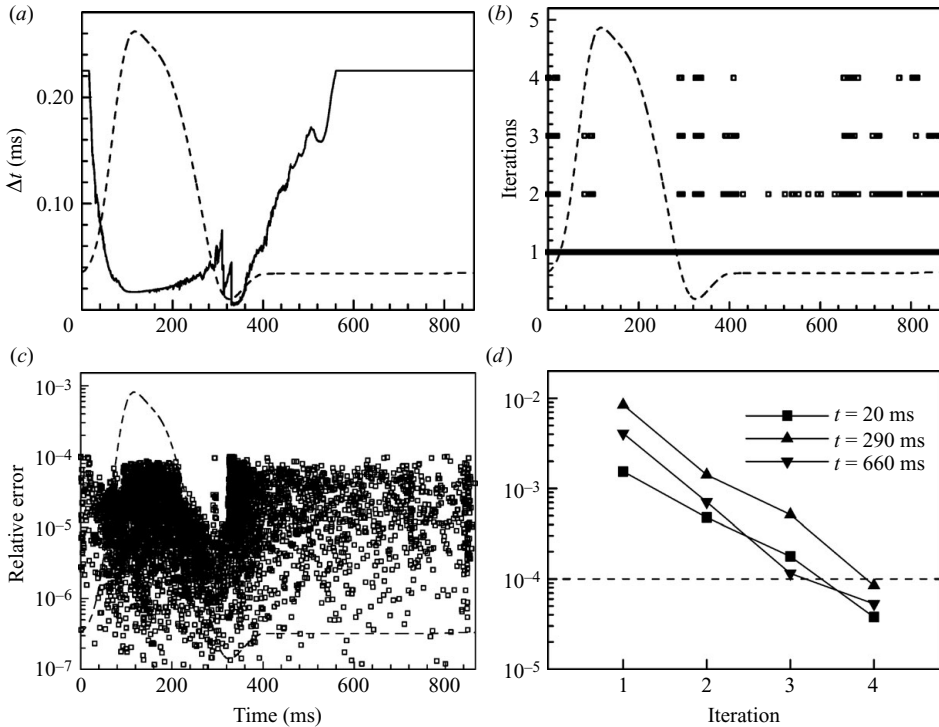 (a)
0.20
0.10
0
Δt (ms)
0 200 400 600 800
(b)
5
4
3
2
1
0
Iterations
0 200 400 600 800
(c)
10⁻³
10⁻⁴
10⁻⁵
10⁻⁶
10⁻⁷
Relative error
0 200 400 600 800
Time (ms)
(d)
10⁻²
10⁻³
10⁻⁴
10⁻⁵
t = 20 ms
t = 290 ms
t = 660 ms
1 2 3 4
Iteration